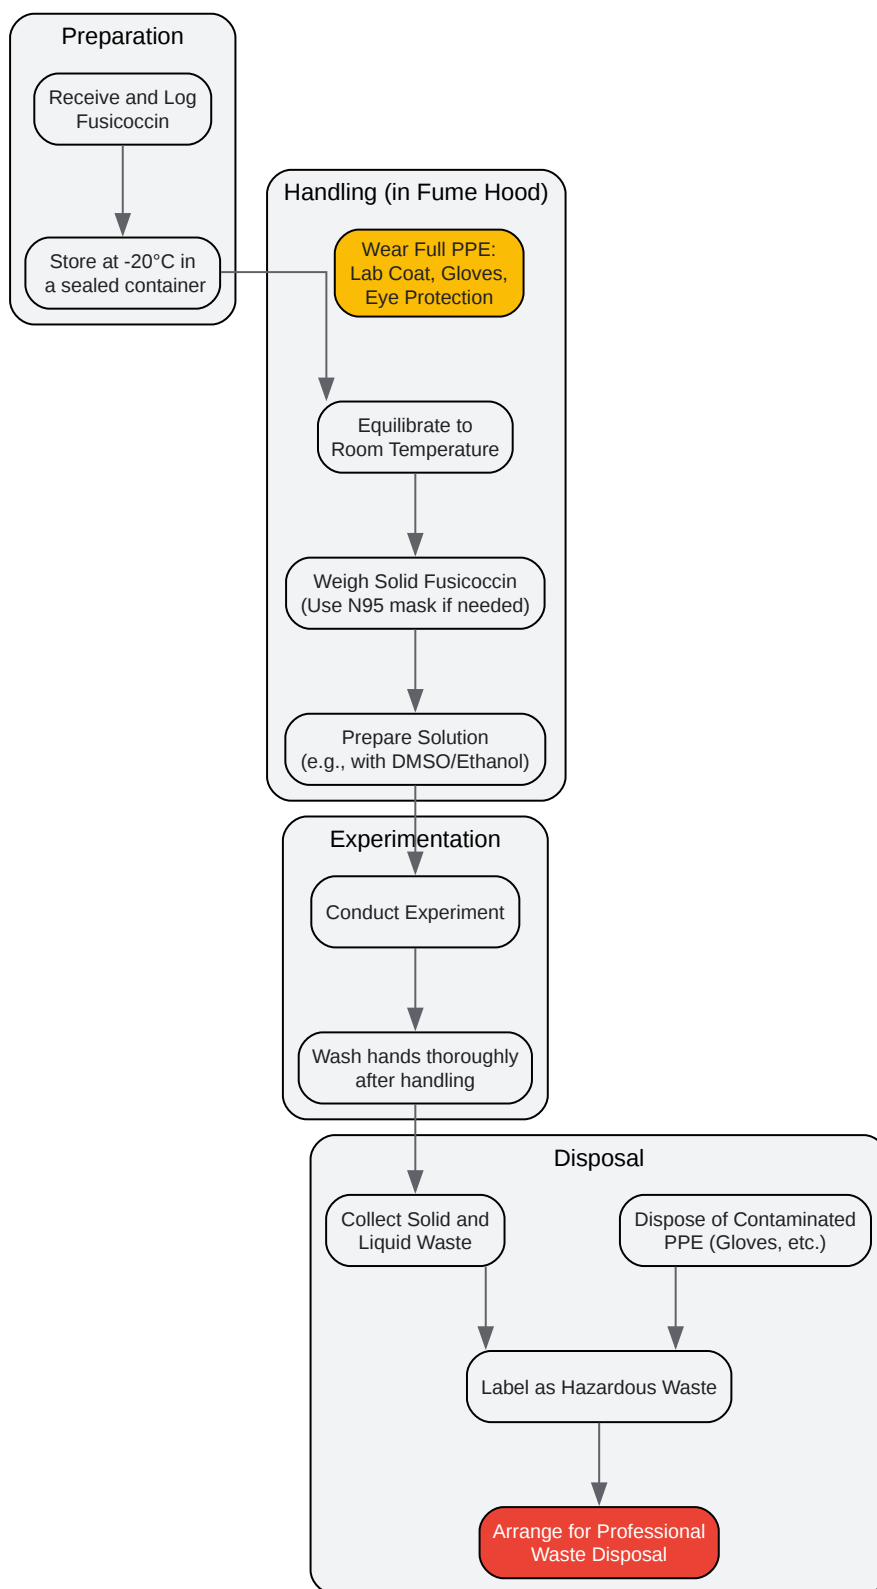 Preparation
Receive and Log
Fusicoccin
Store at -20°C in
a sealed container
Handling (in Fume Hood)
Wear Full PPE:
Lab Coat, Gloves,
Eye Protection
Equilibrate to
Room Temperature
Weigh Solid Fusicoccin
(Use N95 mask if needed)
Prepare Solution
(e.g., with DMSO/Ethanol)
Experimentation
Conduct Experiment
Wash hands thoroughly
after handling
Disposal
Collect Solid and
Liquid Waste
Dispose of Contaminated
PPE (Gloves, etc.)
Label as Hazardous Waste
Arrange for Professional
Waste Disposal